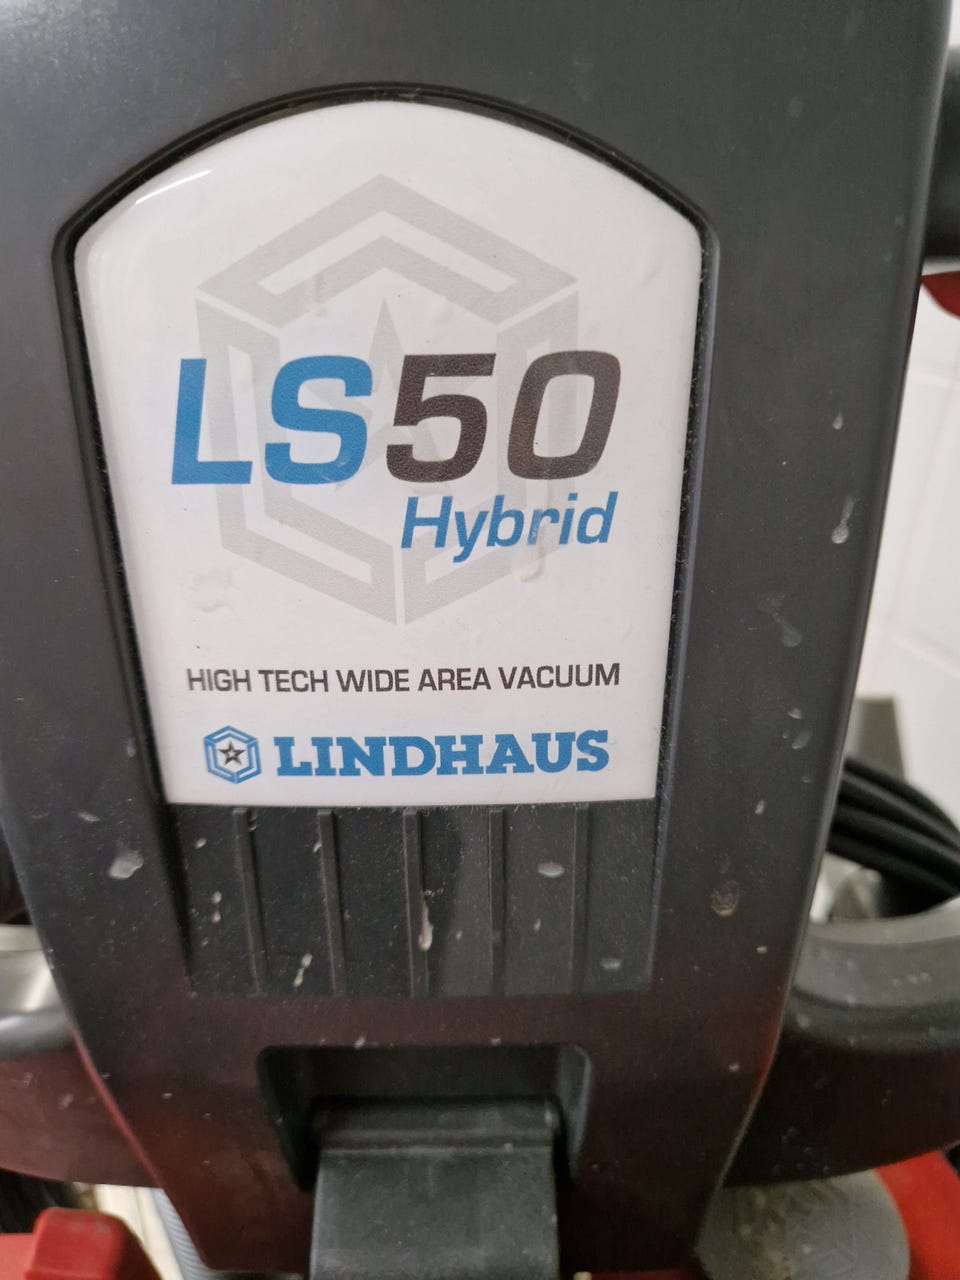 LS50
Hybrid
HIGH TECH WIDE AREA VACUUM
LINDHAUS